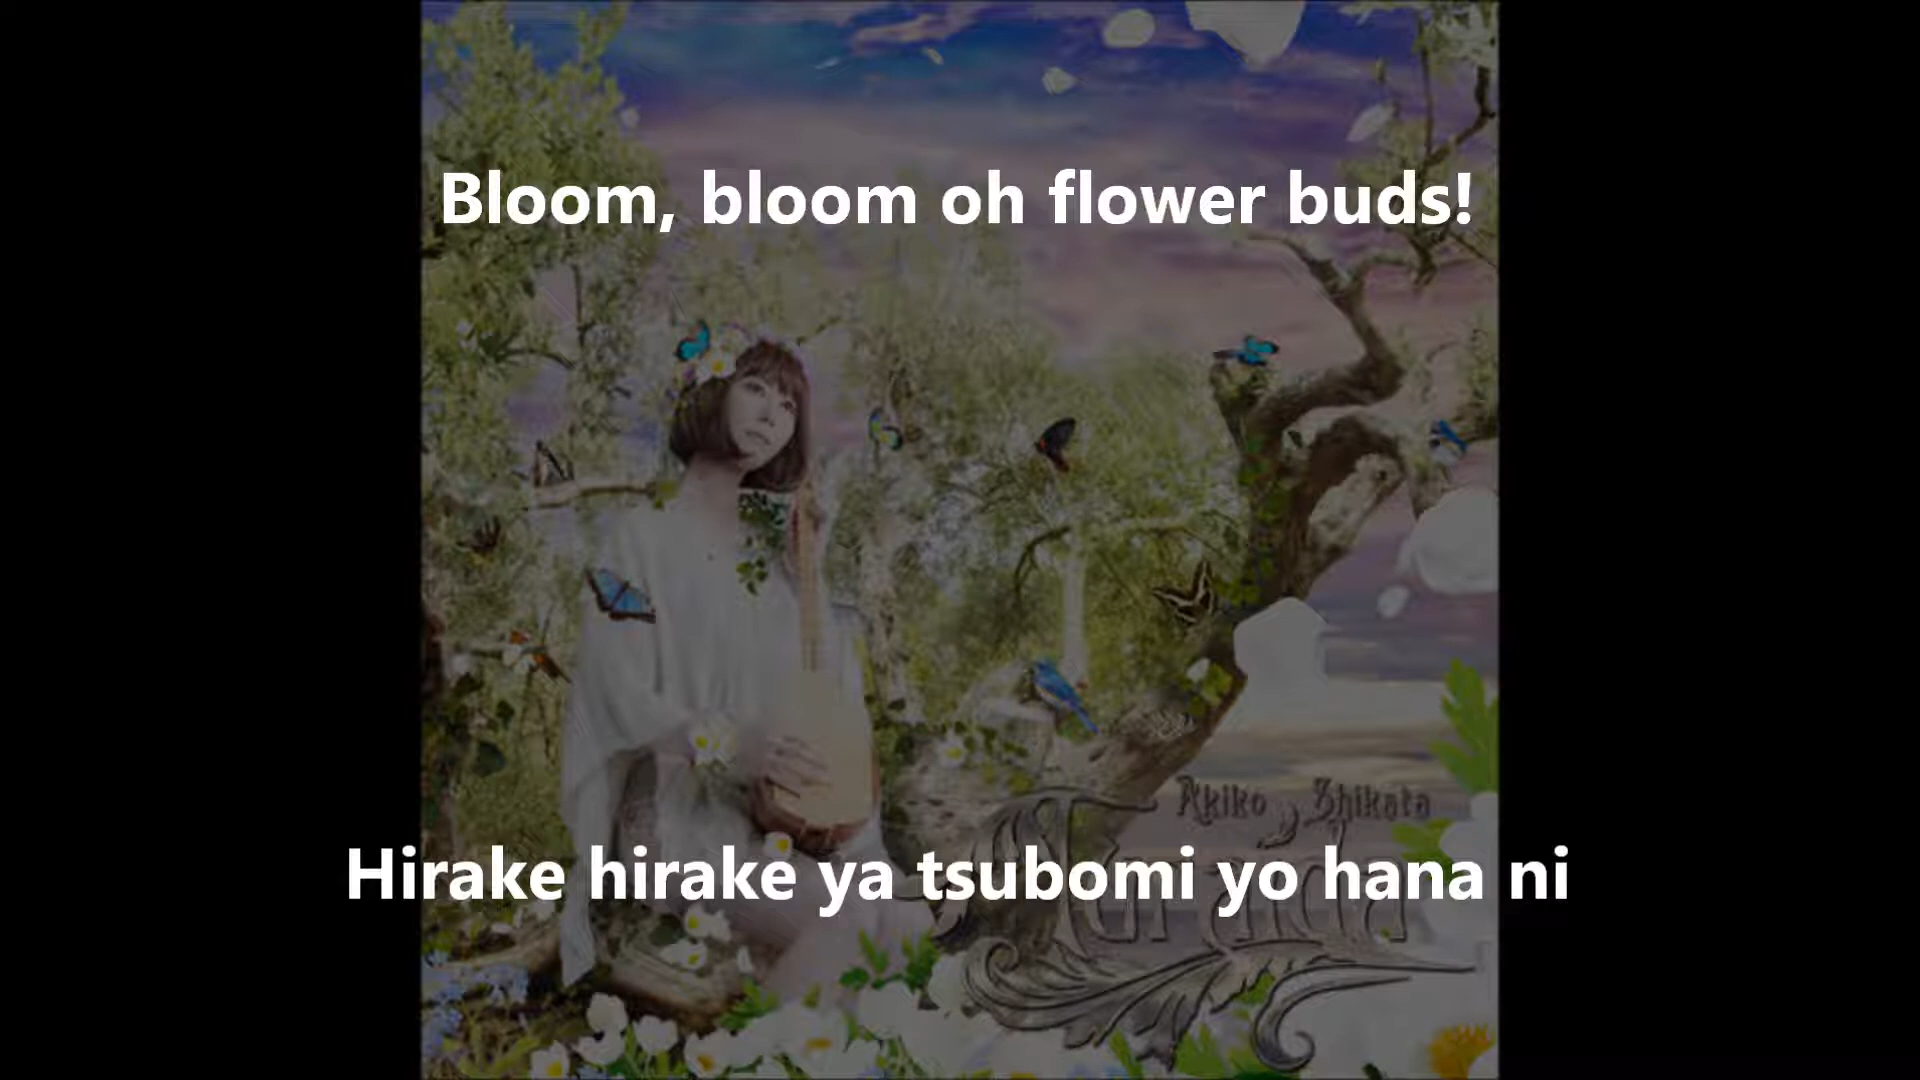 Bloom, bloom oh flower buds!
Akiko Shikata
Hirake hirake ya tsubomi yo hana ni